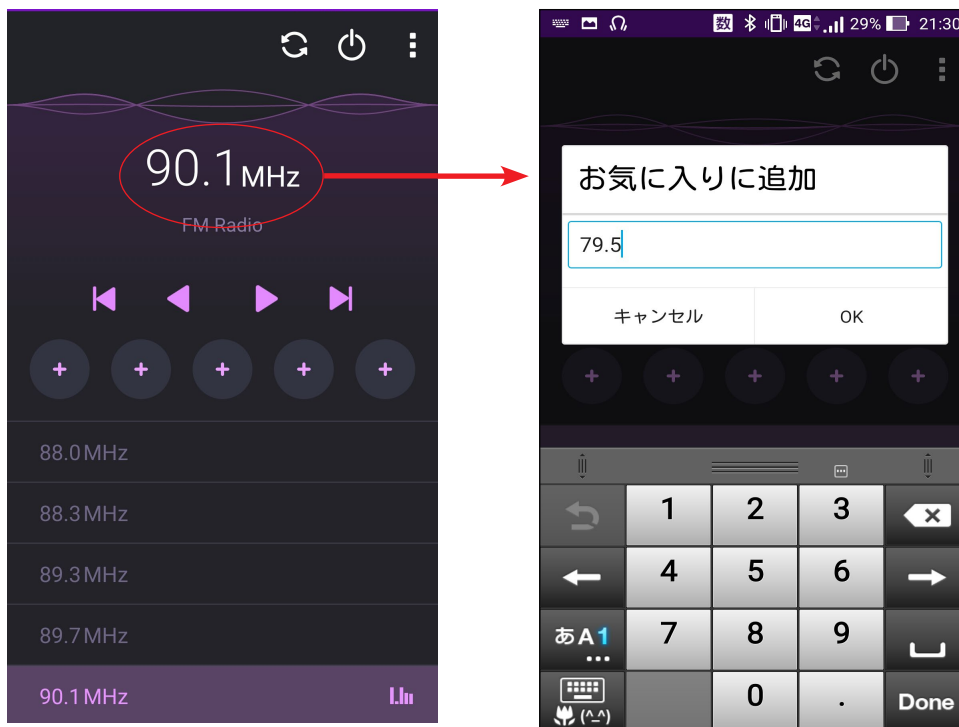 90.1MHz
FM Radio
+ + + + +
88.0MHz
88.3MHz
89.3MHz
89.7MHz
90.1MHz
数 4G 29% 21:30
お気に入りに追加
79.5
キャンセル OK
+ + + + +
1 2 3
4 5 6
あA1 7 8 9
...
(^_^) 0 . Done